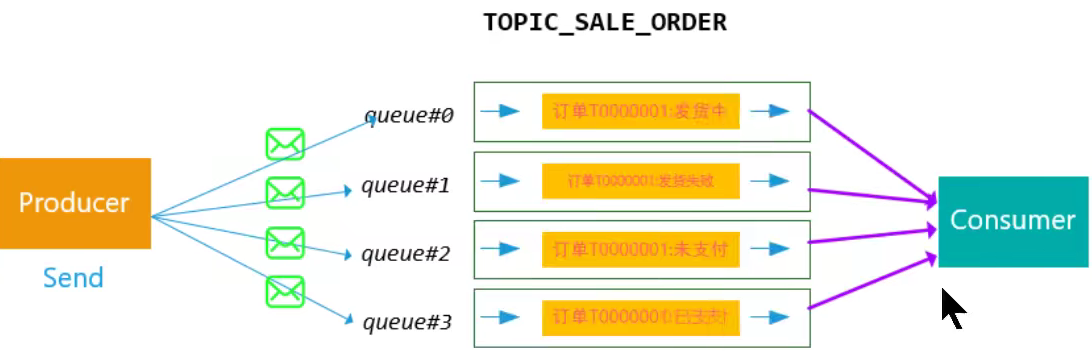 TOPIC_SALE_ORDER
queue#0
订单T0000001:发货中
Producer
Send
queue#1
订单T0000001:发货失败
queue#2
订单T0000001:未支付
queue#3
订单T0000001:已支付
Consumer